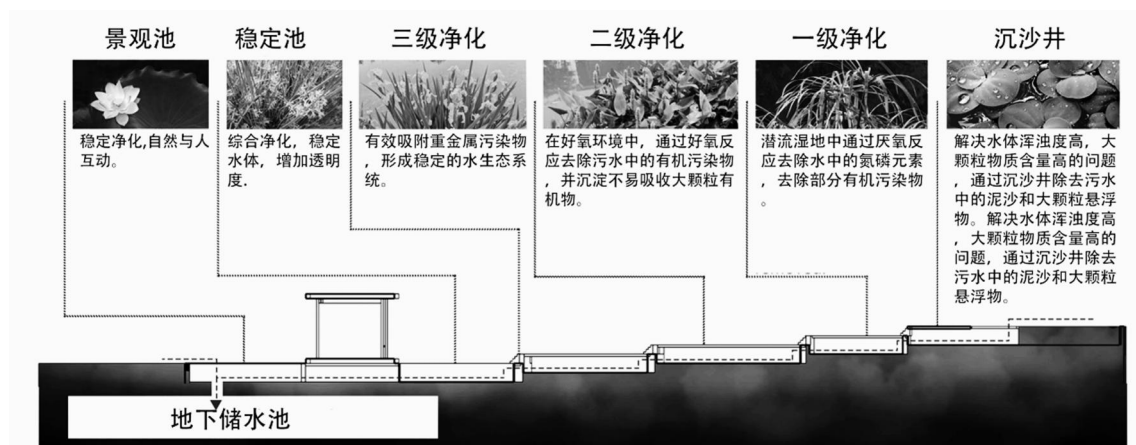 景观池
稳定池
三级净化
二级净化
一级净化
沉沙井
稳定净化,自然与人
互动。
综合净化，稳定
水体，增加透明
度.
有效吸附重金属污染物
，形成稳定的水生态系
统。
在好氧环境中，通过好氧反
应去除污水中的有机污染物
，并沉淀不易吸收大颗粒有
机物。
潜流湿地中通过厌氧反
应去除水中的氮磷元素
，去除部分有机污染物
。
解决水体浑浊度高，大
颗粒物质含量高的问题
，通过沉沙井除去污水
中的泥沙和大颗粒悬浮
物。解决水体浑浊度高
，大颗粒物质含量高的
问题，通过沉沙井除去
污水中的泥沙和大颗粒
悬浮物。
地下储水池